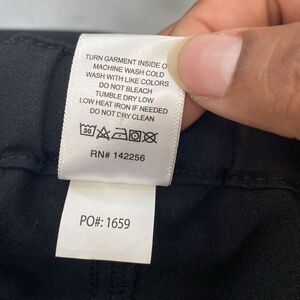 TURN GARMENT INSIDE O
MACHINE WASH COLD
WASH WITH LIKE COLORS
DO NOT BLEACH
TUMBLE DRY LOW
LOW HEAT IRON IF NEEDED
DO NOT DRY CLEAN
30
RN# 142256
PO#: 1659